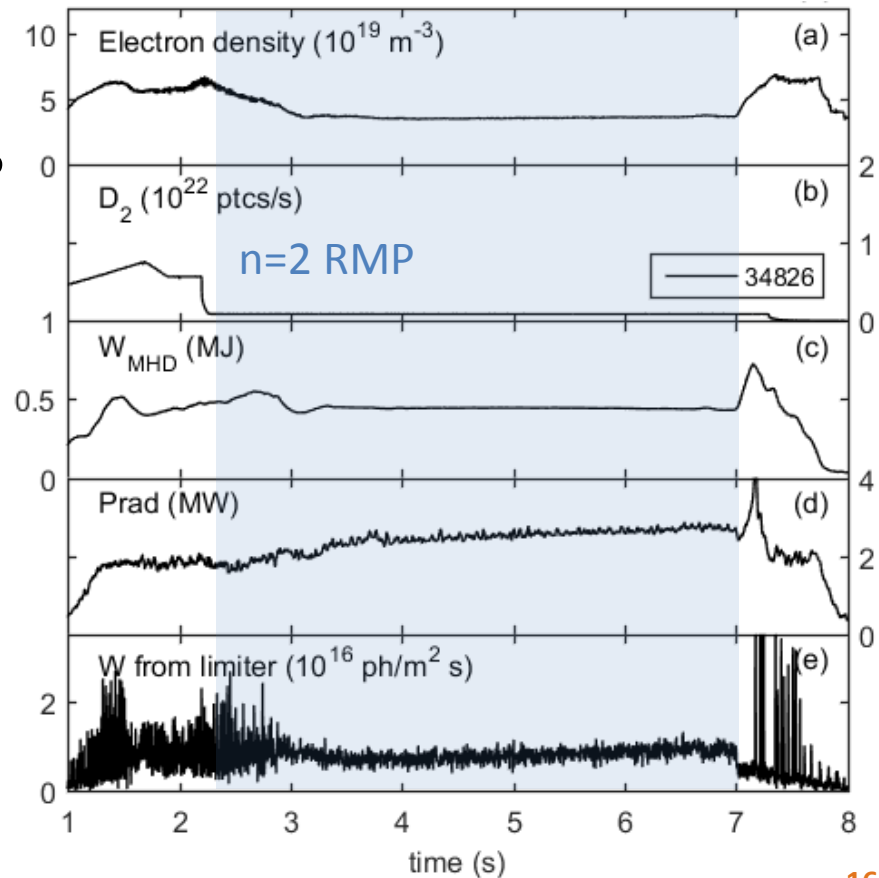 Electron density (10^19 m^-3)
(a)
10
5
0
2
D_2 (10^22 ptcs/s)
(b)
n=2 RMP
34826
1
0
1
W_MHD (MJ)
(c)
0.5
0
4
Prad (MW)
(d)
2
0
W from limiter (10^16 ph/m^2 s)
(e)
2
0
1 2 3 4 5 6 7 8
time (s)